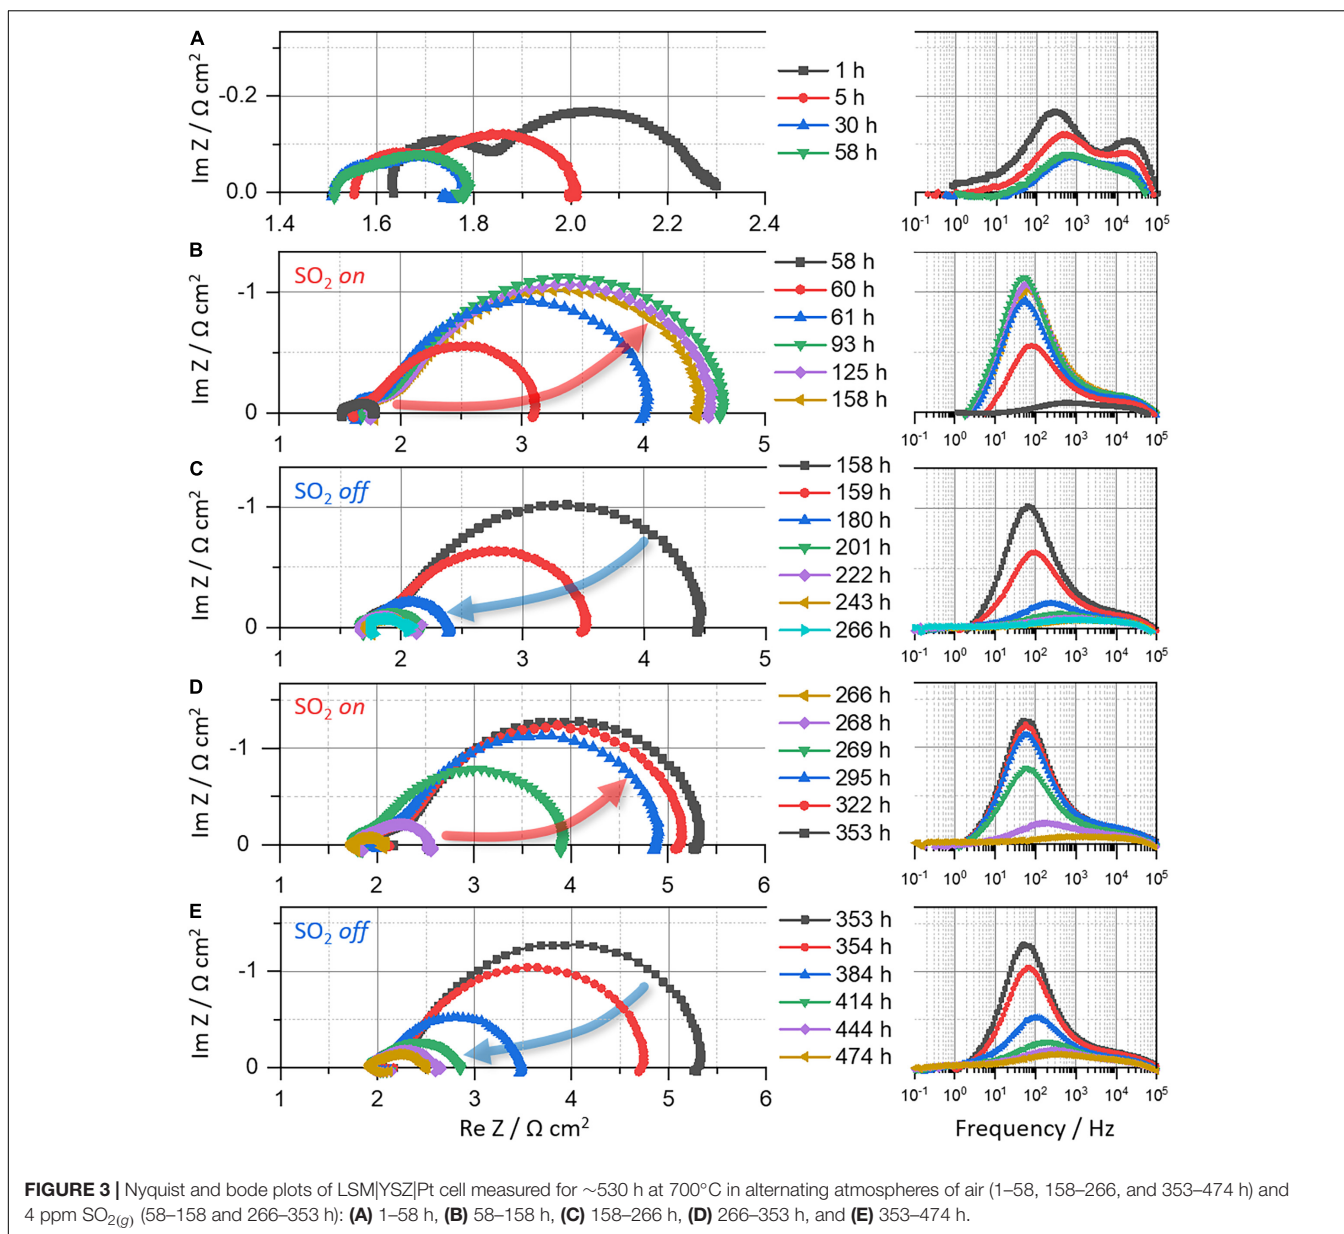 A
Im Z / Ω cm²
-0.2
0.0
1.4 1.6 1.8 2.0 2.2 2.4
1 h
5 h
30 h
58 h
10⁻¹ 10⁰ 10¹ 10² 10³ 10⁴ 10⁵
B
SO₂ on
Im Z / Ω cm²
-1
0
1 2 3 4 5
58 h
60 h
61 h
93 h
125 h
158 h
10⁻¹ 10⁰ 10¹ 10² 10³ 10⁴ 10⁵
C
SO₂ off
Im Z / Ω cm²
-1
0
1 2 3 4 5
158 h
159 h
180 h
201 h
222 h
243 h
266 h
10⁻¹ 10⁰ 10¹ 10² 10³ 10⁴ 10⁵
D
SO₂ on
Im Z / Ω cm²
-1
0
1 2 3 4 5 6
266 h
268 h
269 h
295 h
322 h
353 h
10⁻¹ 10⁰ 10¹ 10² 10³ 10⁴ 10⁵
E
SO₂ off
Im Z / Ω cm²
-1
0
1 2 3 4 5 6
Re Z / Ω cm²
353 h
354 h
384 h
414 h
444 h
474 h
10⁻¹ 10⁰ 10¹ 10² 10³ 10⁴ 10⁵
Frequency / Hz
FIGURE 3 | Nyquist and bode plots of LSM|YSZ|Pt cell measured for ∼530 h at 700°C in alternating atmospheres of air (1–58, 158–266, and 353–474 h) and
4 ppm SO₂₍g₎ (58–158 and 266–353 h): (A) 1–58 h, (B) 58–158 h, (C) 158–266 h, (D) 266–353 h, and (E) 353–474 h.